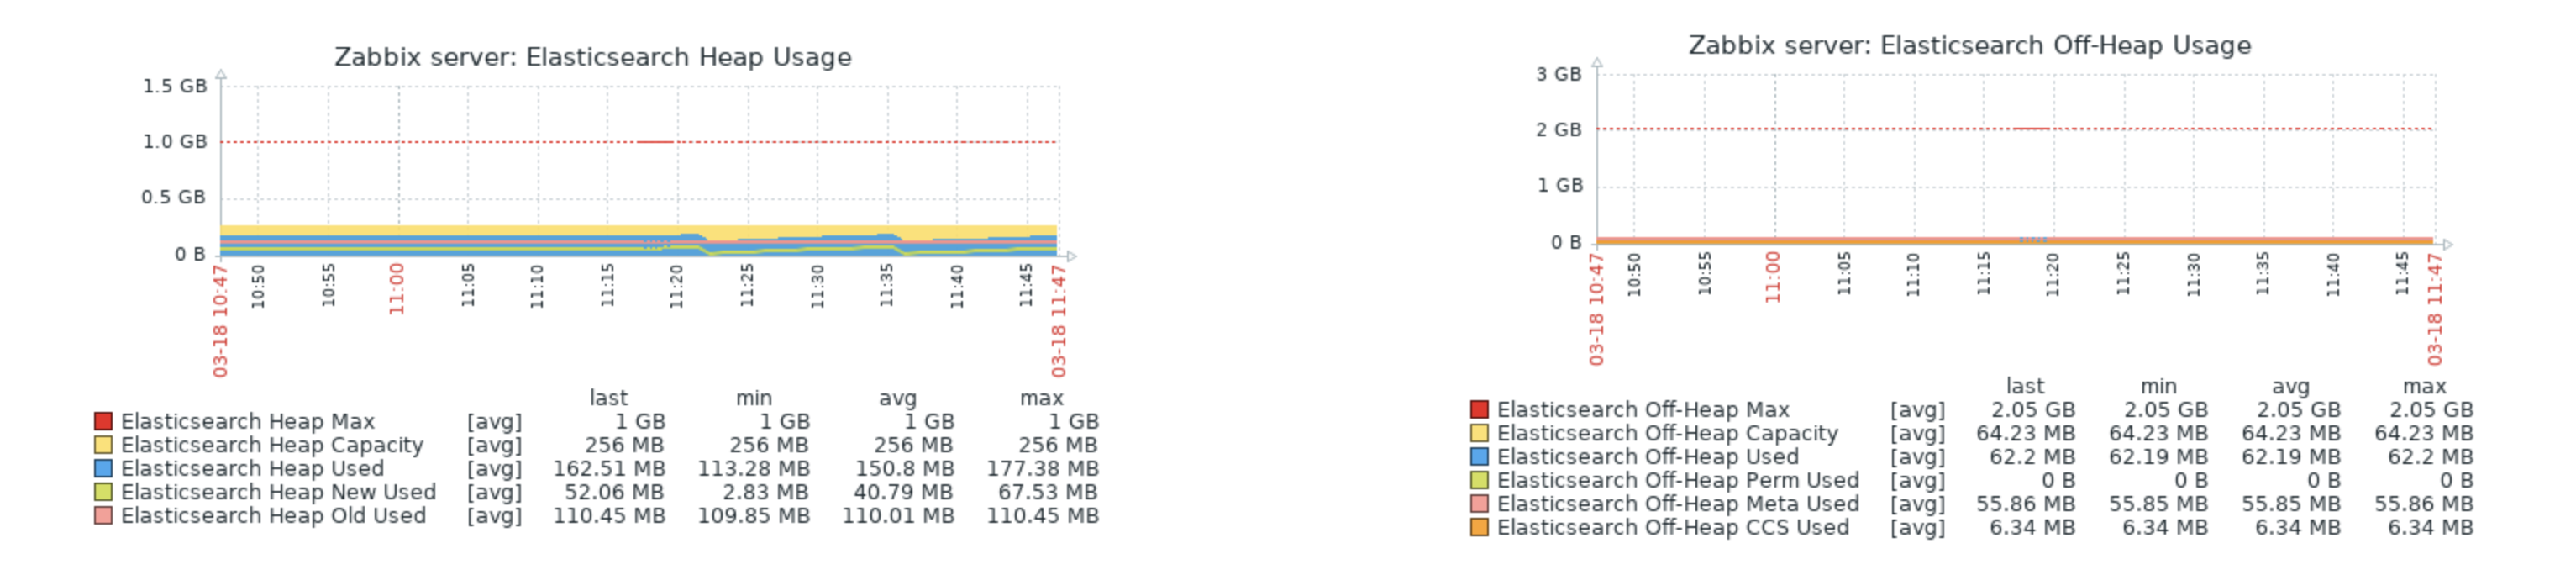 Zabbix server: Elasticsearch Heap Usage
1.5 GB
1.0 GB
0.5 GB
0 B
03-18 10:47 10:50 10:55 11:00 11:05 11:10 11:15 11:20 11:25 11:30 11:35 11:40 11:45 03-18 11:47
last min avg max
Elasticsearch Heap Max [avg] 1 GB 1 GB 1 GB 1 GB
Elasticsearch Heap Capacity [avg] 256 MB 256 MB 256 MB 256 MB
Elasticsearch Heap Used [avg] 162.51 MB 113.28 MB 150.8 MB 177.38 MB
Elasticsearch Heap New Used [avg] 52.06 MB 2.83 MB 40.79 MB 67.53 MB
Elasticsearch Heap Old Used [avg] 110.45 MB 109.85 MB 110.01 MB 110.45 MB
Zabbix server: Elasticsearch Off-Heap Usage
3 GB
2 GB
1 GB
0 B
03-18 10:47 10:50 10:55 11:00 11:05 11:10 11:15 11:20 11:25 11:30 11:35 11:40 11:45 03-18 11:47
last min avg max
Elasticsearch Off-Heap Max [avg] 2.05 GB 2.05 GB 2.05 GB 2.05 GB
Elasticsearch Off-Heap Capacity [avg] 64.23 MB 64.23 MB 64.23 MB 64.23 MB
Elasticsearch Off-Heap Used [avg] 62.2 MB 62.19 MB 62.19 MB 62.2 MB
Elasticsearch Off-Heap Perm Used [avg] 0 B 0 B 0 B 0 B
Elasticsearch Off-Heap Meta Used [avg] 55.86 MB 55.85 MB 55.85 MB 55.86 MB
Elasticsearch Off-Heap CCS Used [avg] 6.34 MB 6.34 MB 6.34 MB 6.34 MB